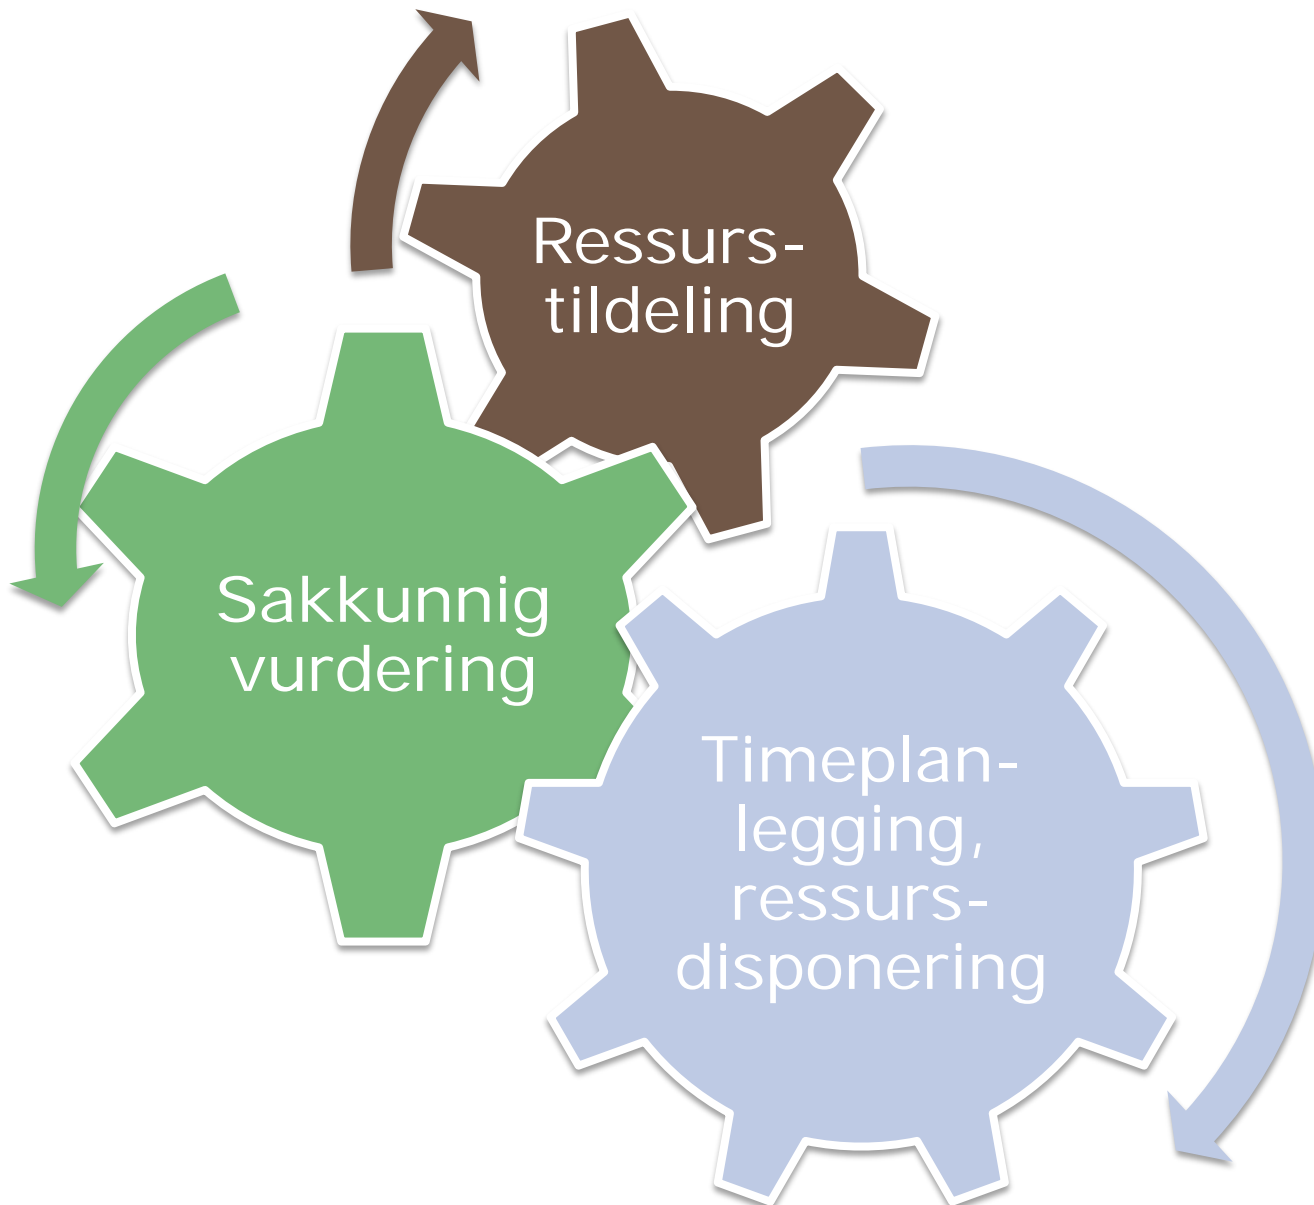 Ressurs-
tildeling
Sakkunnig
vurdering
Timeplan-
legging,
ressurs-
disponering